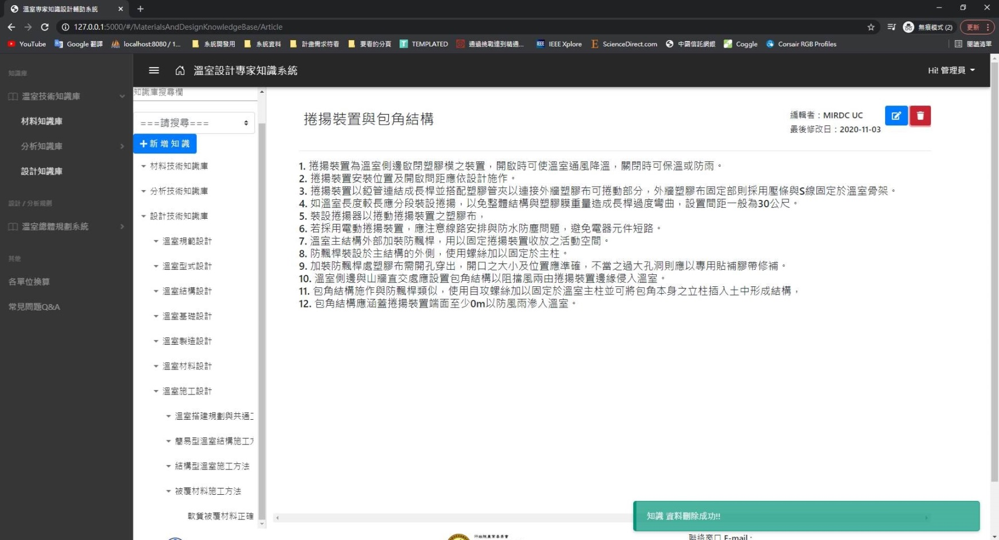 溫室專家知識設計輔助系統
127.0.0.1:5000/#/MaterialsAndDesignKnowledgeBase/Article
無痕模式 (2)
更新
YouTube
Google 翻譯
localhost:8080 / 1...
系統開發用
系統資料
計畫需求待看
要看的分頁
TEMPLATED
通過挑戰達到精通...
IEEE Xplore
ScienceDirect.com
中國信託網銀
Coggle
Corsair RGB Profiles
閱讀清單
知識庫
溫室技術知識庫
材料知識庫
分析知識庫
設計知識庫
設計 / 分析規劃
溫室總體規劃系統
其他
各單位換算
常見問題Q&A
溫室設計專家知識系統
Hi! 管理員
知識庫搜尋欄
===請搜尋===
新 增 知 識
材料技術知識庫
分析技術知識庫
設計技術知識庫
溫室規範設計
溫室型式設計
溫室結構設計
溫室基礎設計
溫室製造設計
溫室材料設計
溫室施工設計
溫室搭建規劃與共通
簡易型溫室結構施工方
結構型溫室施工方法
被覆材料施工方法
軟質被覆材料正確
捲揚裝置與包角結構
編輯者：MIRDC UC
最後修改日：2020-11-03
1. 捲揚裝置為溫室側邊啟閉塑膠模之裝置，開啟時可使溫室通風降溫，關閉時可保溫或防雨。
2. 捲揚裝置安裝位置及開啟間距應依設計施作。
3. 捲揚裝置以錏管連結成長桿並搭配塑膠管夾以連接外牆塑膠布可捲動部分，外牆塑膠布固定部則採用壓條與S線固定於溫室骨架。
4. 如溫室長度較長應分段裝設捲揚，以免整體結構與塑膠膜重量造成長桿過度彎曲，設置間距一般為30公尺。
5. 裝設捲揚器以捲動捲揚裝置之塑膠布，
6. 若採用電動捲揚裝置，應注意線路安排與防水防塵問題，避免電器元件短路。
7. 溫室主結構外部加裝防飄桿，用以固定捲揚裝置收放之活動空間。
8. 防飄桿裝設於主結構的外側，使用螺絲加以固定於主柱。
9. 加裝防飄桿處塑膠布需開孔穿出，開口之大小及位置應準確，不當之過大孔洞則應以專用貼補膠帶修補。
10. 溫室側邊與山牆直交處應設置包角結構以阻擋風雨由捲揚裝置邊緣侵入溫室。
11. 包角結構施作與防飄桿類似，使用自攻螺絲加以固定於溫室主柱並可將包角本身之立柱插入土中形成結構，
12. 包角結構應涵蓋捲揚裝置端面至少0m以防風雨滲入溫室。
知識 資料刪除成功!!
行政院農業委員會
聯絡窗口 E-mail :